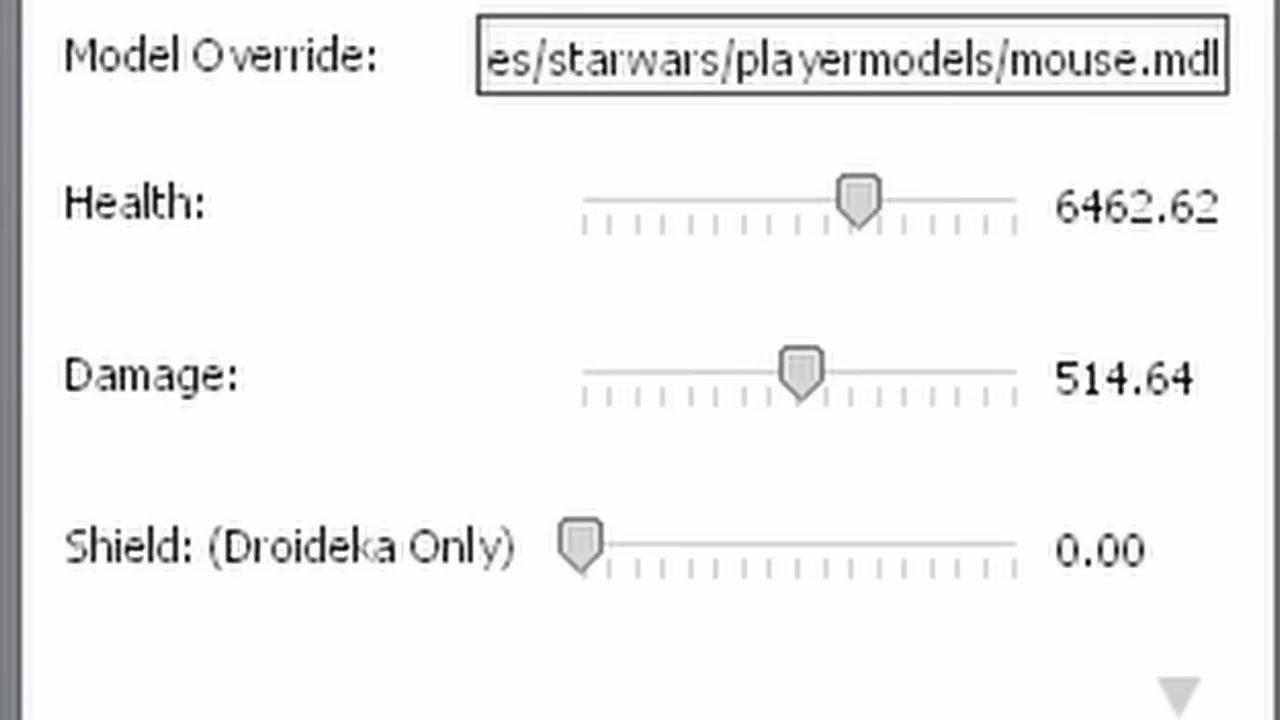 Model Override: es/starwars/playermodels/mouse.mdl
Health: 6462.62
Damage: 514.64
Shield: (Droideka Only) 0.00